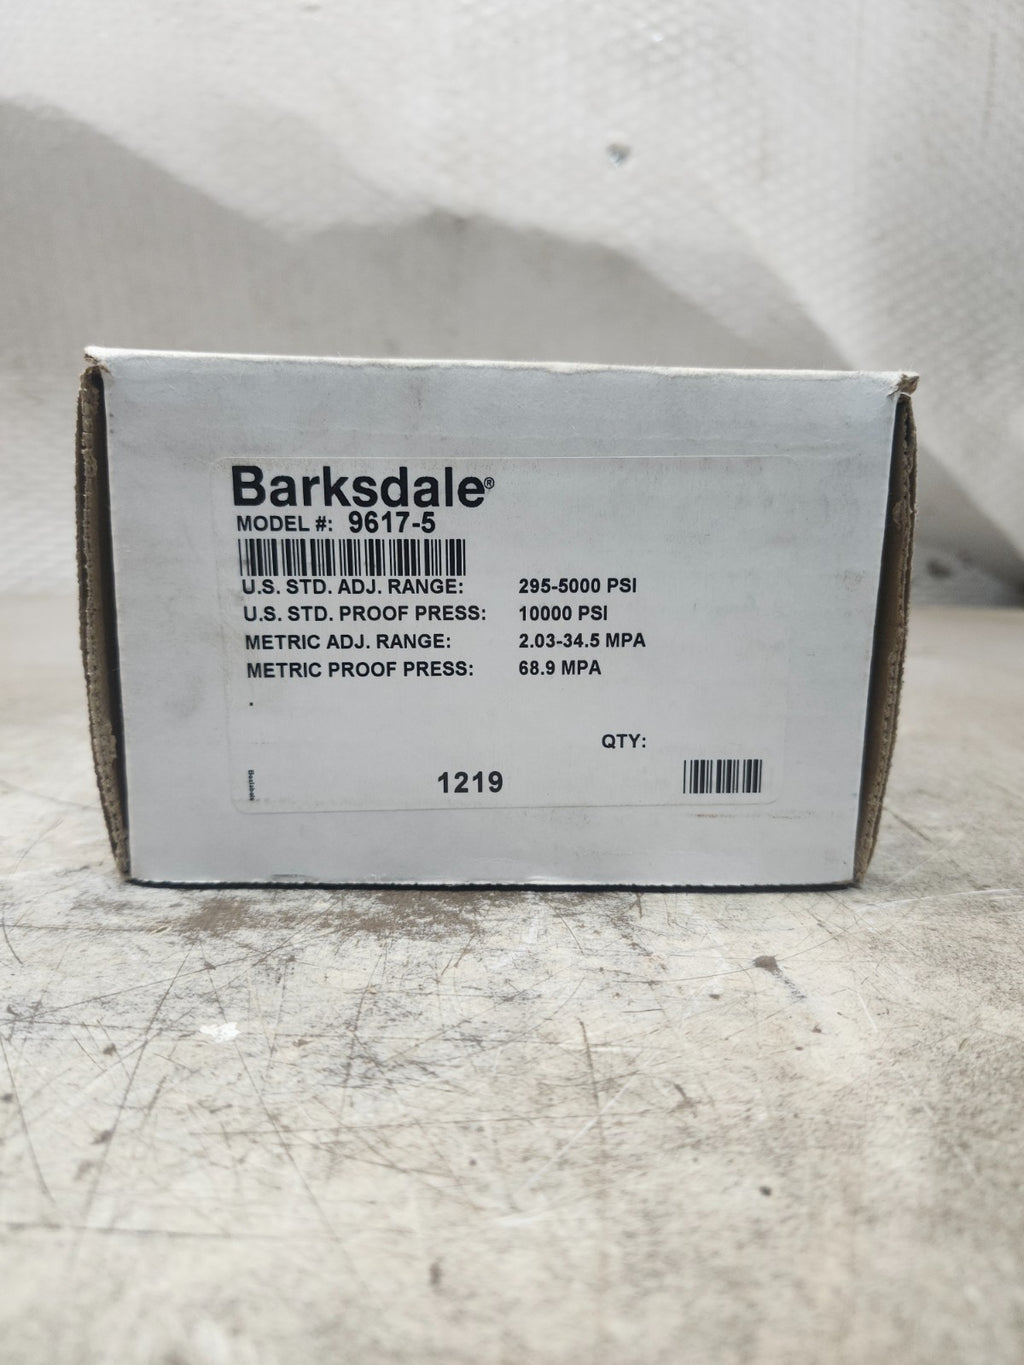 Barksdale®
MODEL #: 9617-5
U.S. STD. ADJ. RANGE: 295-5000 PSI
U.S. STD. PROOF PRESS: 10000 PSI
METRIC ADJ. RANGE: 2.03-34.5 MPA
METRIC PROOF PRESS: 68.9 MPA
.
QTY:
1219